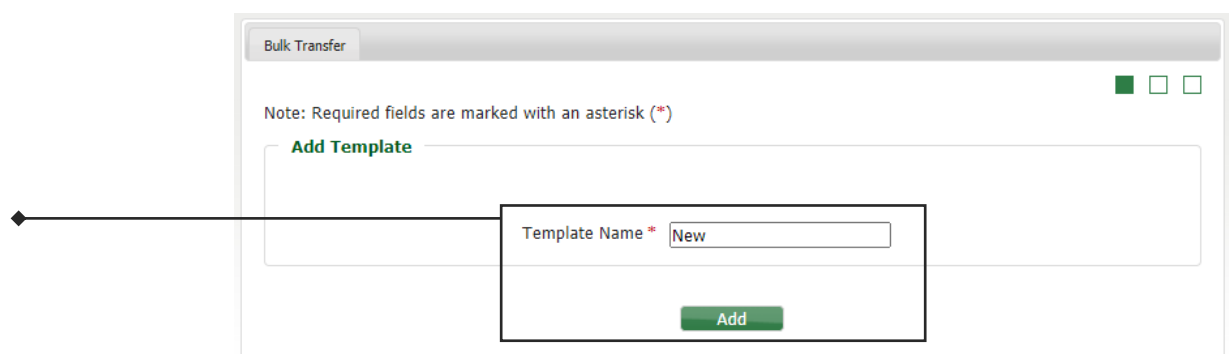 Bulk Transfer
Note: Required fields are marked with an asterisk (*)
Add Template
Template Name * New
Add